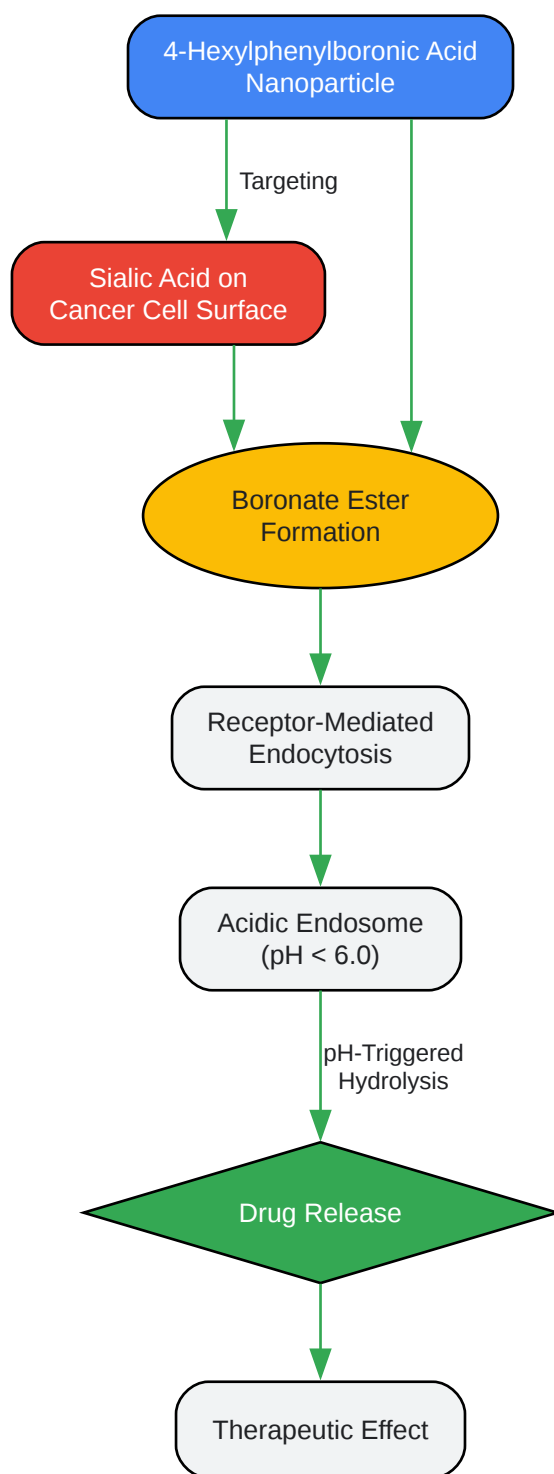 4-Hexylphenylboronic Acid
Nanoparticle
Targeting
Sialic Acid on
Cancer Cell Surface
Boronate Ester
Formation
Receptor-Mediated
Endocytosis
Acidic Endosome
(pH < 6.0)
pH-Triggered
Hydrolysis
Drug Release
Therapeutic Effect